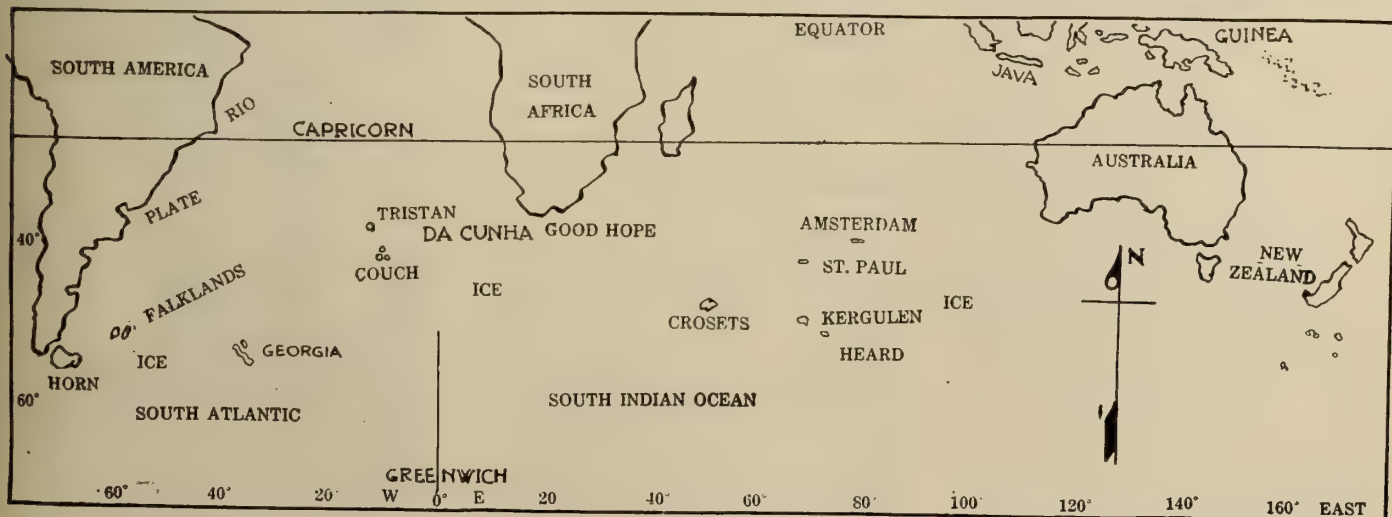 EQUATOR
GUINEA
JAVA
SOUTH AMERICA
SOUTH
AFRICA
RIO
CAPRICORN
AUSTRALIA
PLATE
TRISTAN
DA CUNHA
GOOD HOPE
AMSTERDAM
40°
N
COUCH
ST. PAUL
NEW
ZEALAND
FALKLANDS
ICE
ICE
CROSETS
KERGULEN
GEORGIA
ICE
HEARD
HORN
60°
SOUTH ATLANTIC
SOUTH INDIAN OCEAN
GREENWICH
60° 40° 20° W 0° E 20 40° 60° 80° 100° 120° 140° 160° EAST